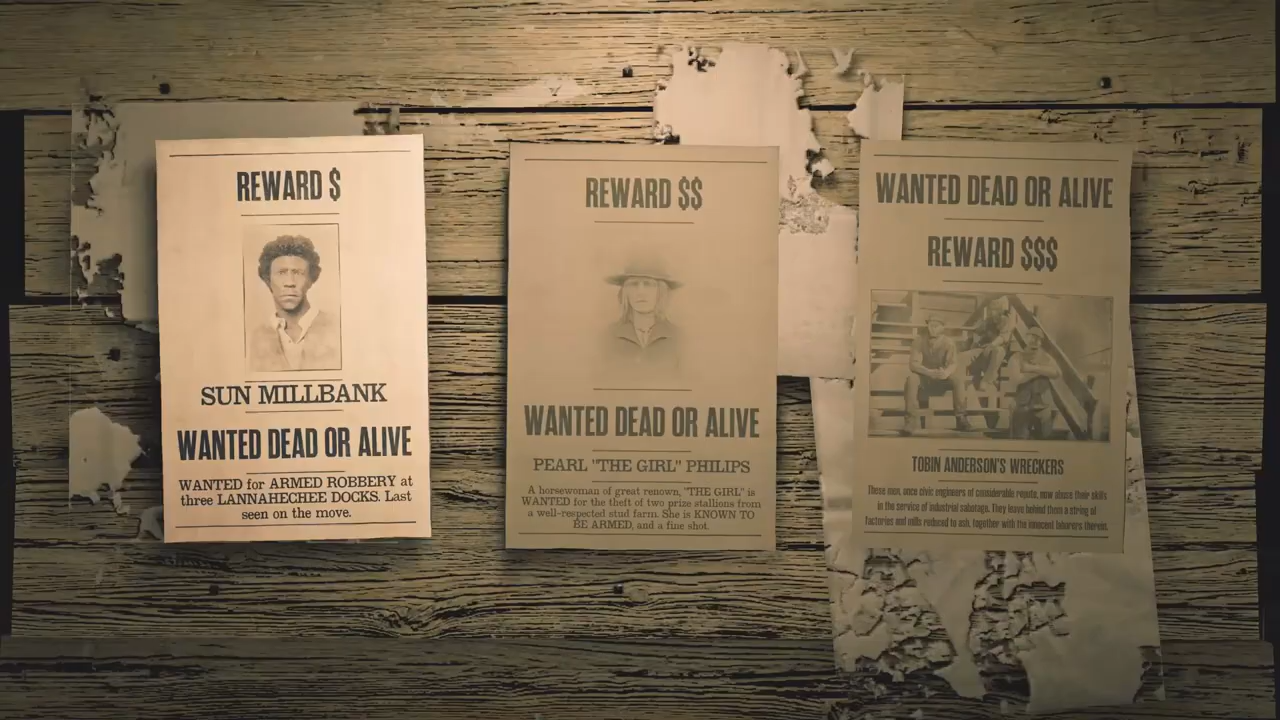 REWARD $
SUN MILLBANK
WANTED DEAD OR ALIVE
WANTED for ARMED ROBBERY at
three LANNAHECHEE DOCKS. Last
seen on the move.
REWARD $$
WANTED DEAD OR ALIVE
PEARL "THE GIRL" PHILIPS
A horsewoman of great renown, "THE GIRL" is
WANTED for the theft of two prize stallions from
a well-respected stud farm. She is KNOWN TO
BE ARMED, and a fine shot.
WANTED DEAD OR ALIVE
REWARD $$$
TOBIN ANDERSON'S WRECKERS
These men, once civic engineers of considerable repute, now abuse their skills
in the service of industrial sabotage. They leave behind them a string of
factories and mills reduced to ash, together with the innocent labourers therein.